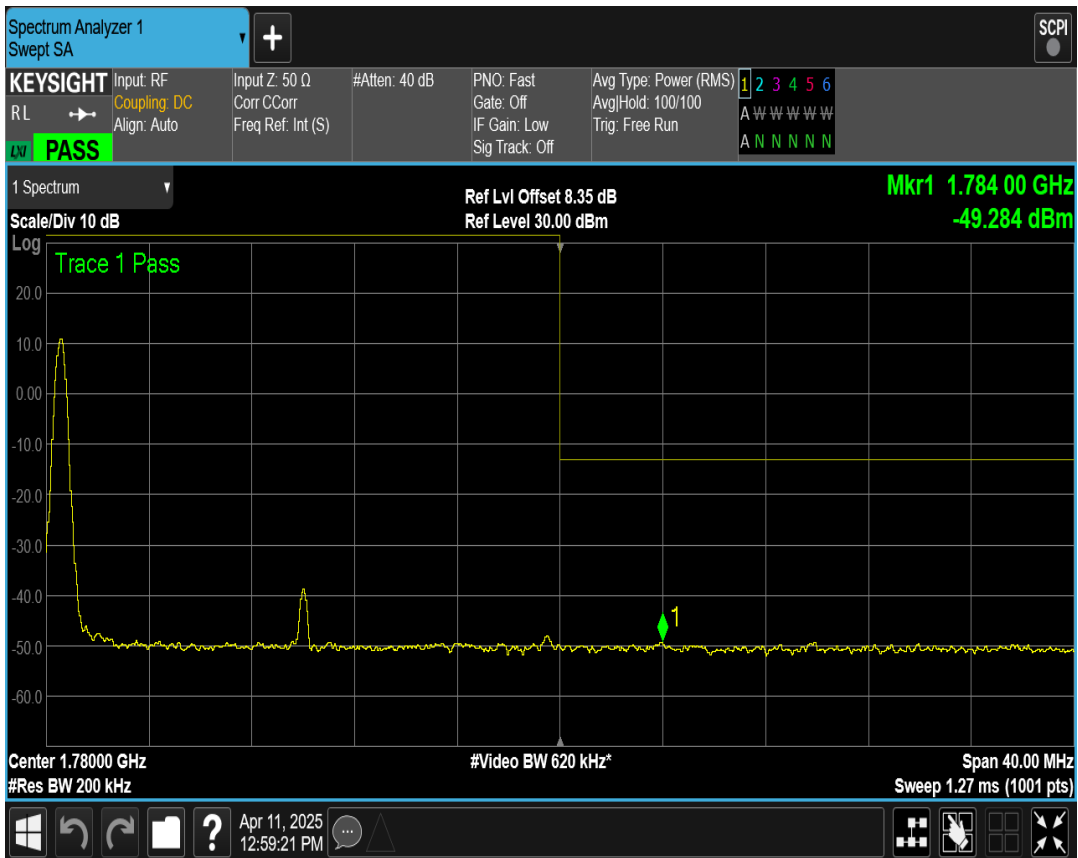 Spectrum Analyzer 1
Swept SA
SCPI
KEYSIGHT
RL
LXI PASS
Input: RF
Coupling: DC
Align: Auto
Input Z: 50 Ω
Corr CCorr
Freq Ref: Int (S)
#Atten: 40 dB
PNO: Fast
Gate: Off
IF Gain: Low
Sig Track: Off
Avg Type: Power (RMS)
Avg|Hold: 100/100
Trig: Free Run
1 2 3 4 5 6
A W W W W W
A N N N N N
1 Spectrum
Scale/Div 10 dB
Ref Lvl Offset 8.35 dB
Ref Level 30.00 dBm
Mkr1 1.784 00 GHz
-49.284 dBm
Log
Trace 1 Pass
20.0
10.0
0.00
-10.0
-20.0
-30.0
-40.0
1
-50.0
-60.0
Center 1.78000 GHz
#Res BW 200 kHz
#Video BW 620 kHz*
Span 40.00 MHz
Sweep 1.27 ms (1001 pts)
?
Apr 11, 2025
12:59:21 PM